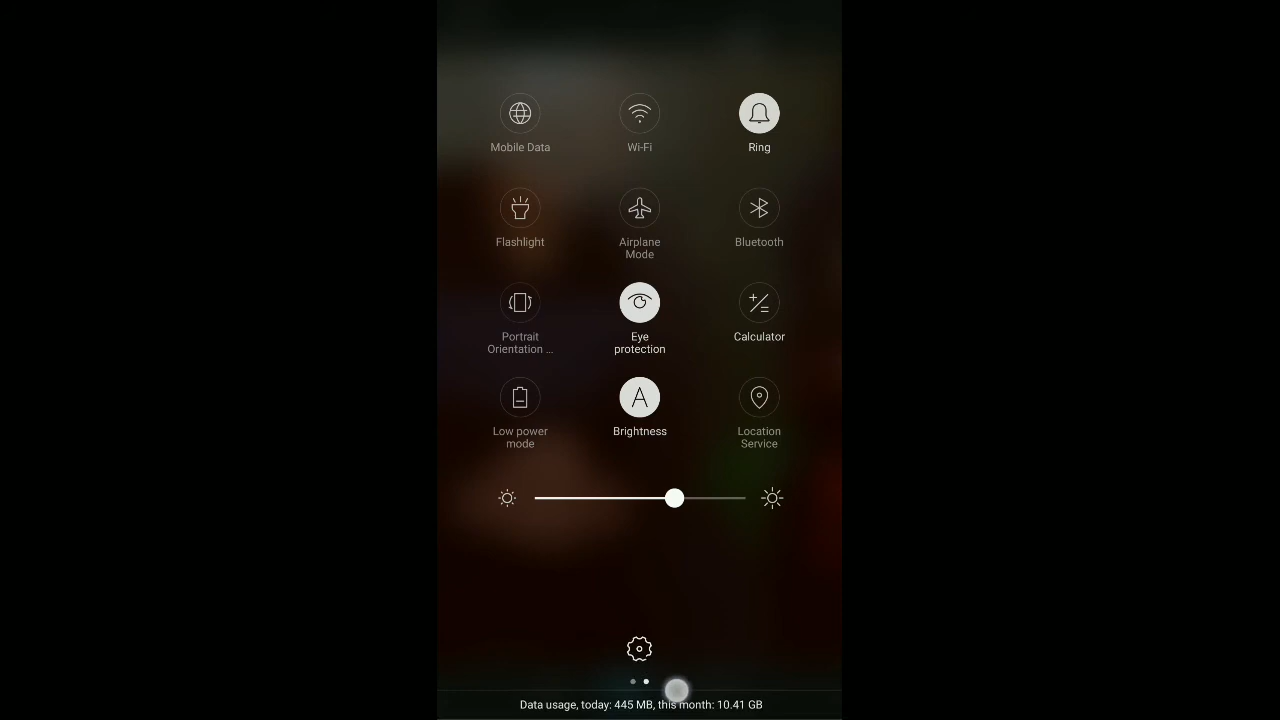 Mobile Data
Wi-Fi
Ring
Flashlight
Airplane
Mode
Bluetooth
Portrait
Orientation ...
Eye
protection
Calculator
Low power
mode
A
Brightness
Location
Service
Data usage, today: 445 MB, this month: 10.41 GB